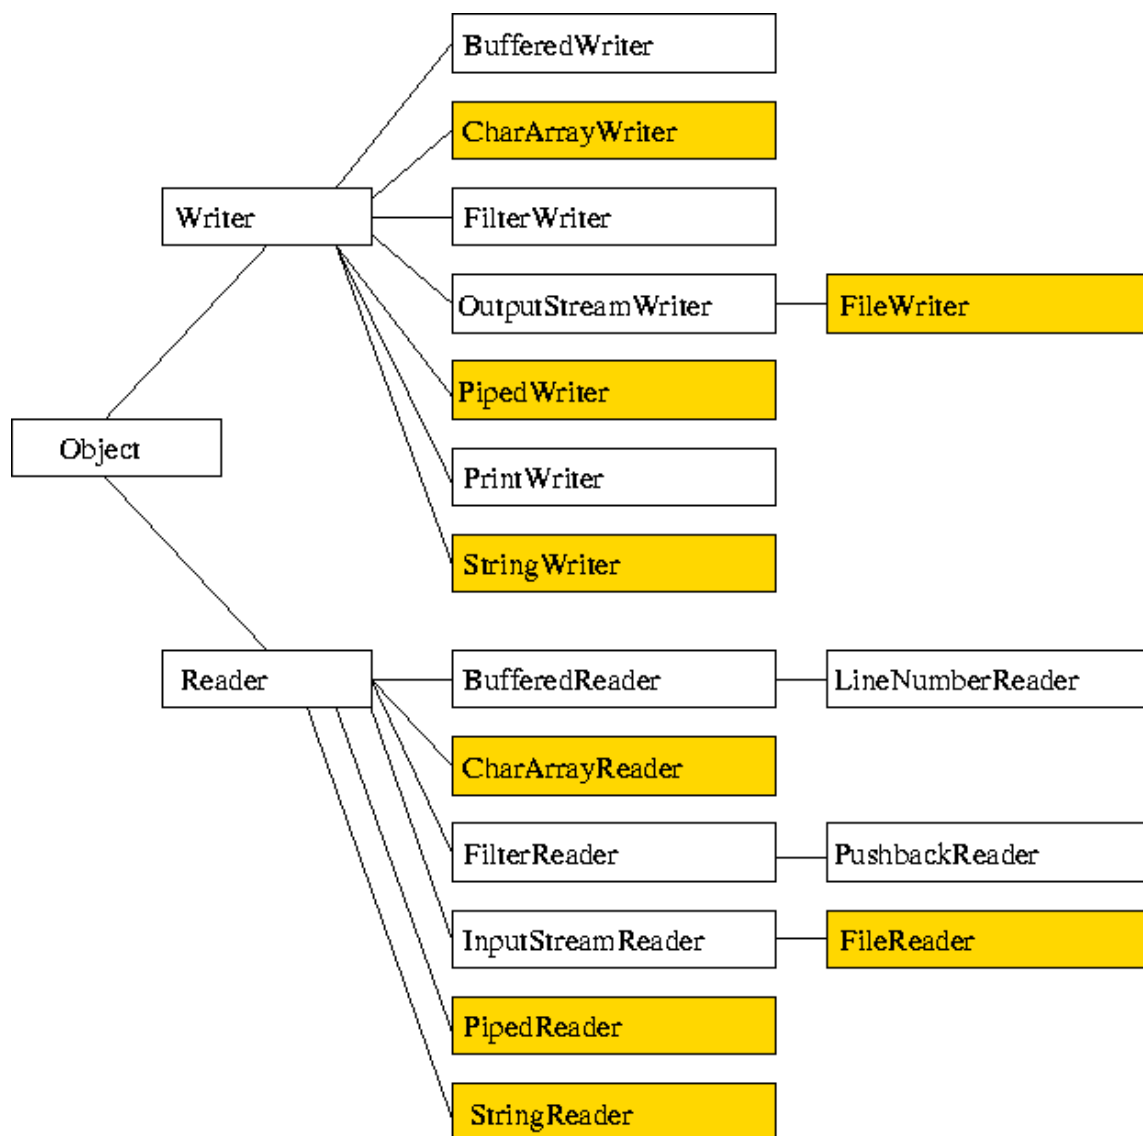 BufferedWriter
CharArrayWriter
Writer
FilterWriter
OutputStreamWriter
FileWriter
PipedWriter
Object
PrintWriter
StringWriter
Reader
BufferedReader
LineNumberReader
CharArrayReader
FilterReader
PushbackReader
InputStreamReader
FileReader
PipedReader
StringReader